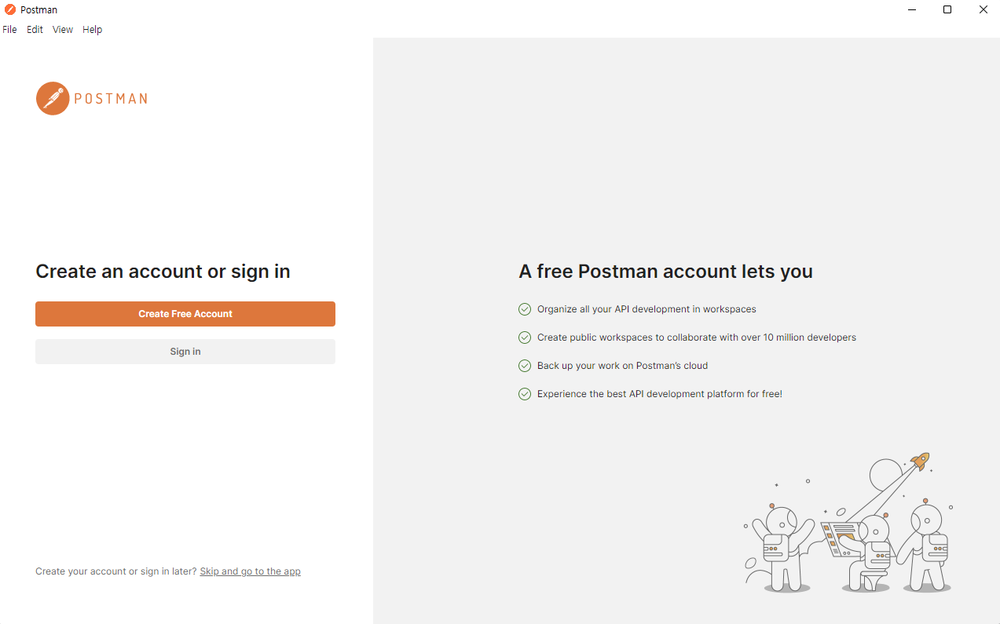 Postman
File Edit View Help
POSTMAN
Create an account or sign in
Create Free Account
Sign in
Create your account or sign in later? Skip and go to the app
A free Postman account lets you
Organize all your API development in workspaces
Create public workspaces to collaborate with over 10 million developers
Back up your work on Postman's cloud
Experience the best API development platform for free!